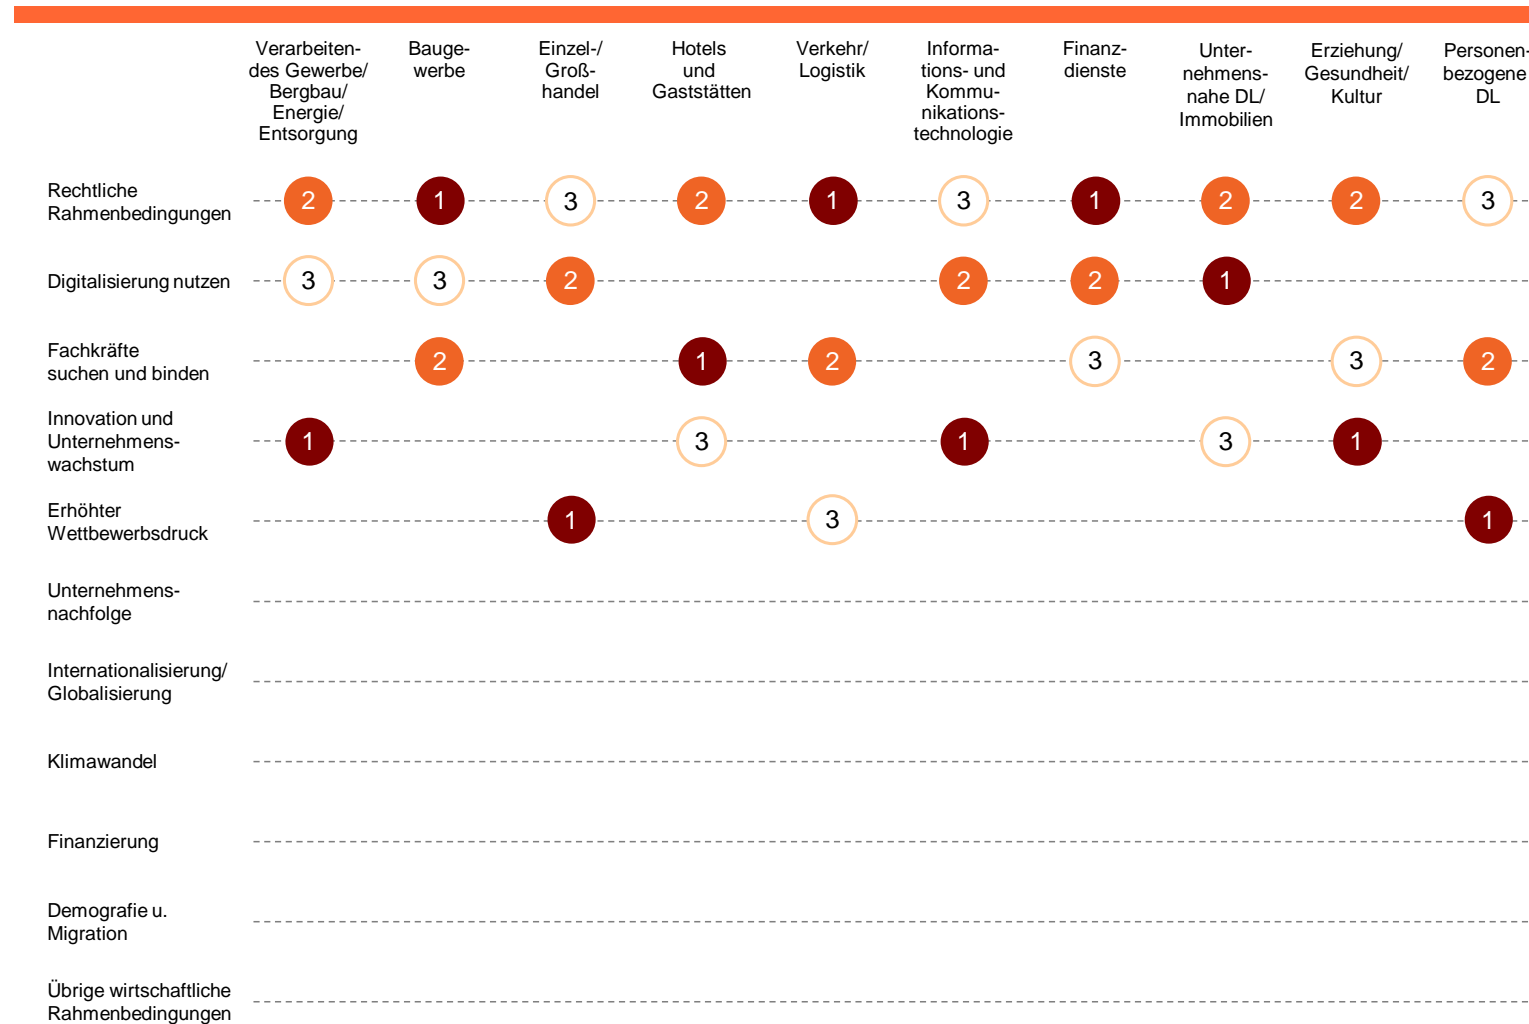 Verarbeiten-
des Gewerbe/
Bergbau/
Energie/
Entsorgung
Bauge-
werbe
Einzel-/
Groß-
handel
Hotels
und
Gaststätten
Verkehr/
Logistik
Informa-
tions- und
Kommu-
nikations-
technologie
Finanz-
dienste
Unter-
nehmens-
nahe DL/
Immobilien
Erziehung/
Gesundheit/
Kultur
Personen-
bezogene
DL
Rechtliche
Rahmenbedingungen
2 1 3 2 1 3 1 2 2 3
Digitalisierung nutzen
3 3 2 2 2 1
Fachkräfte
suchen und binden
2 1 2 3 3 2
Innovation und
Unternehmens-
wachstum
1 3 1 3 1
Erhöhter
Wettbewerbsdruck
1 3 1
Unternehmens-
nachfolge
Internationalisierung/
Globalisierung
Klimawandel
Finanzierung
Demografie u.
Migration
Übrige wirtschaftliche
Rahmenbedingungen